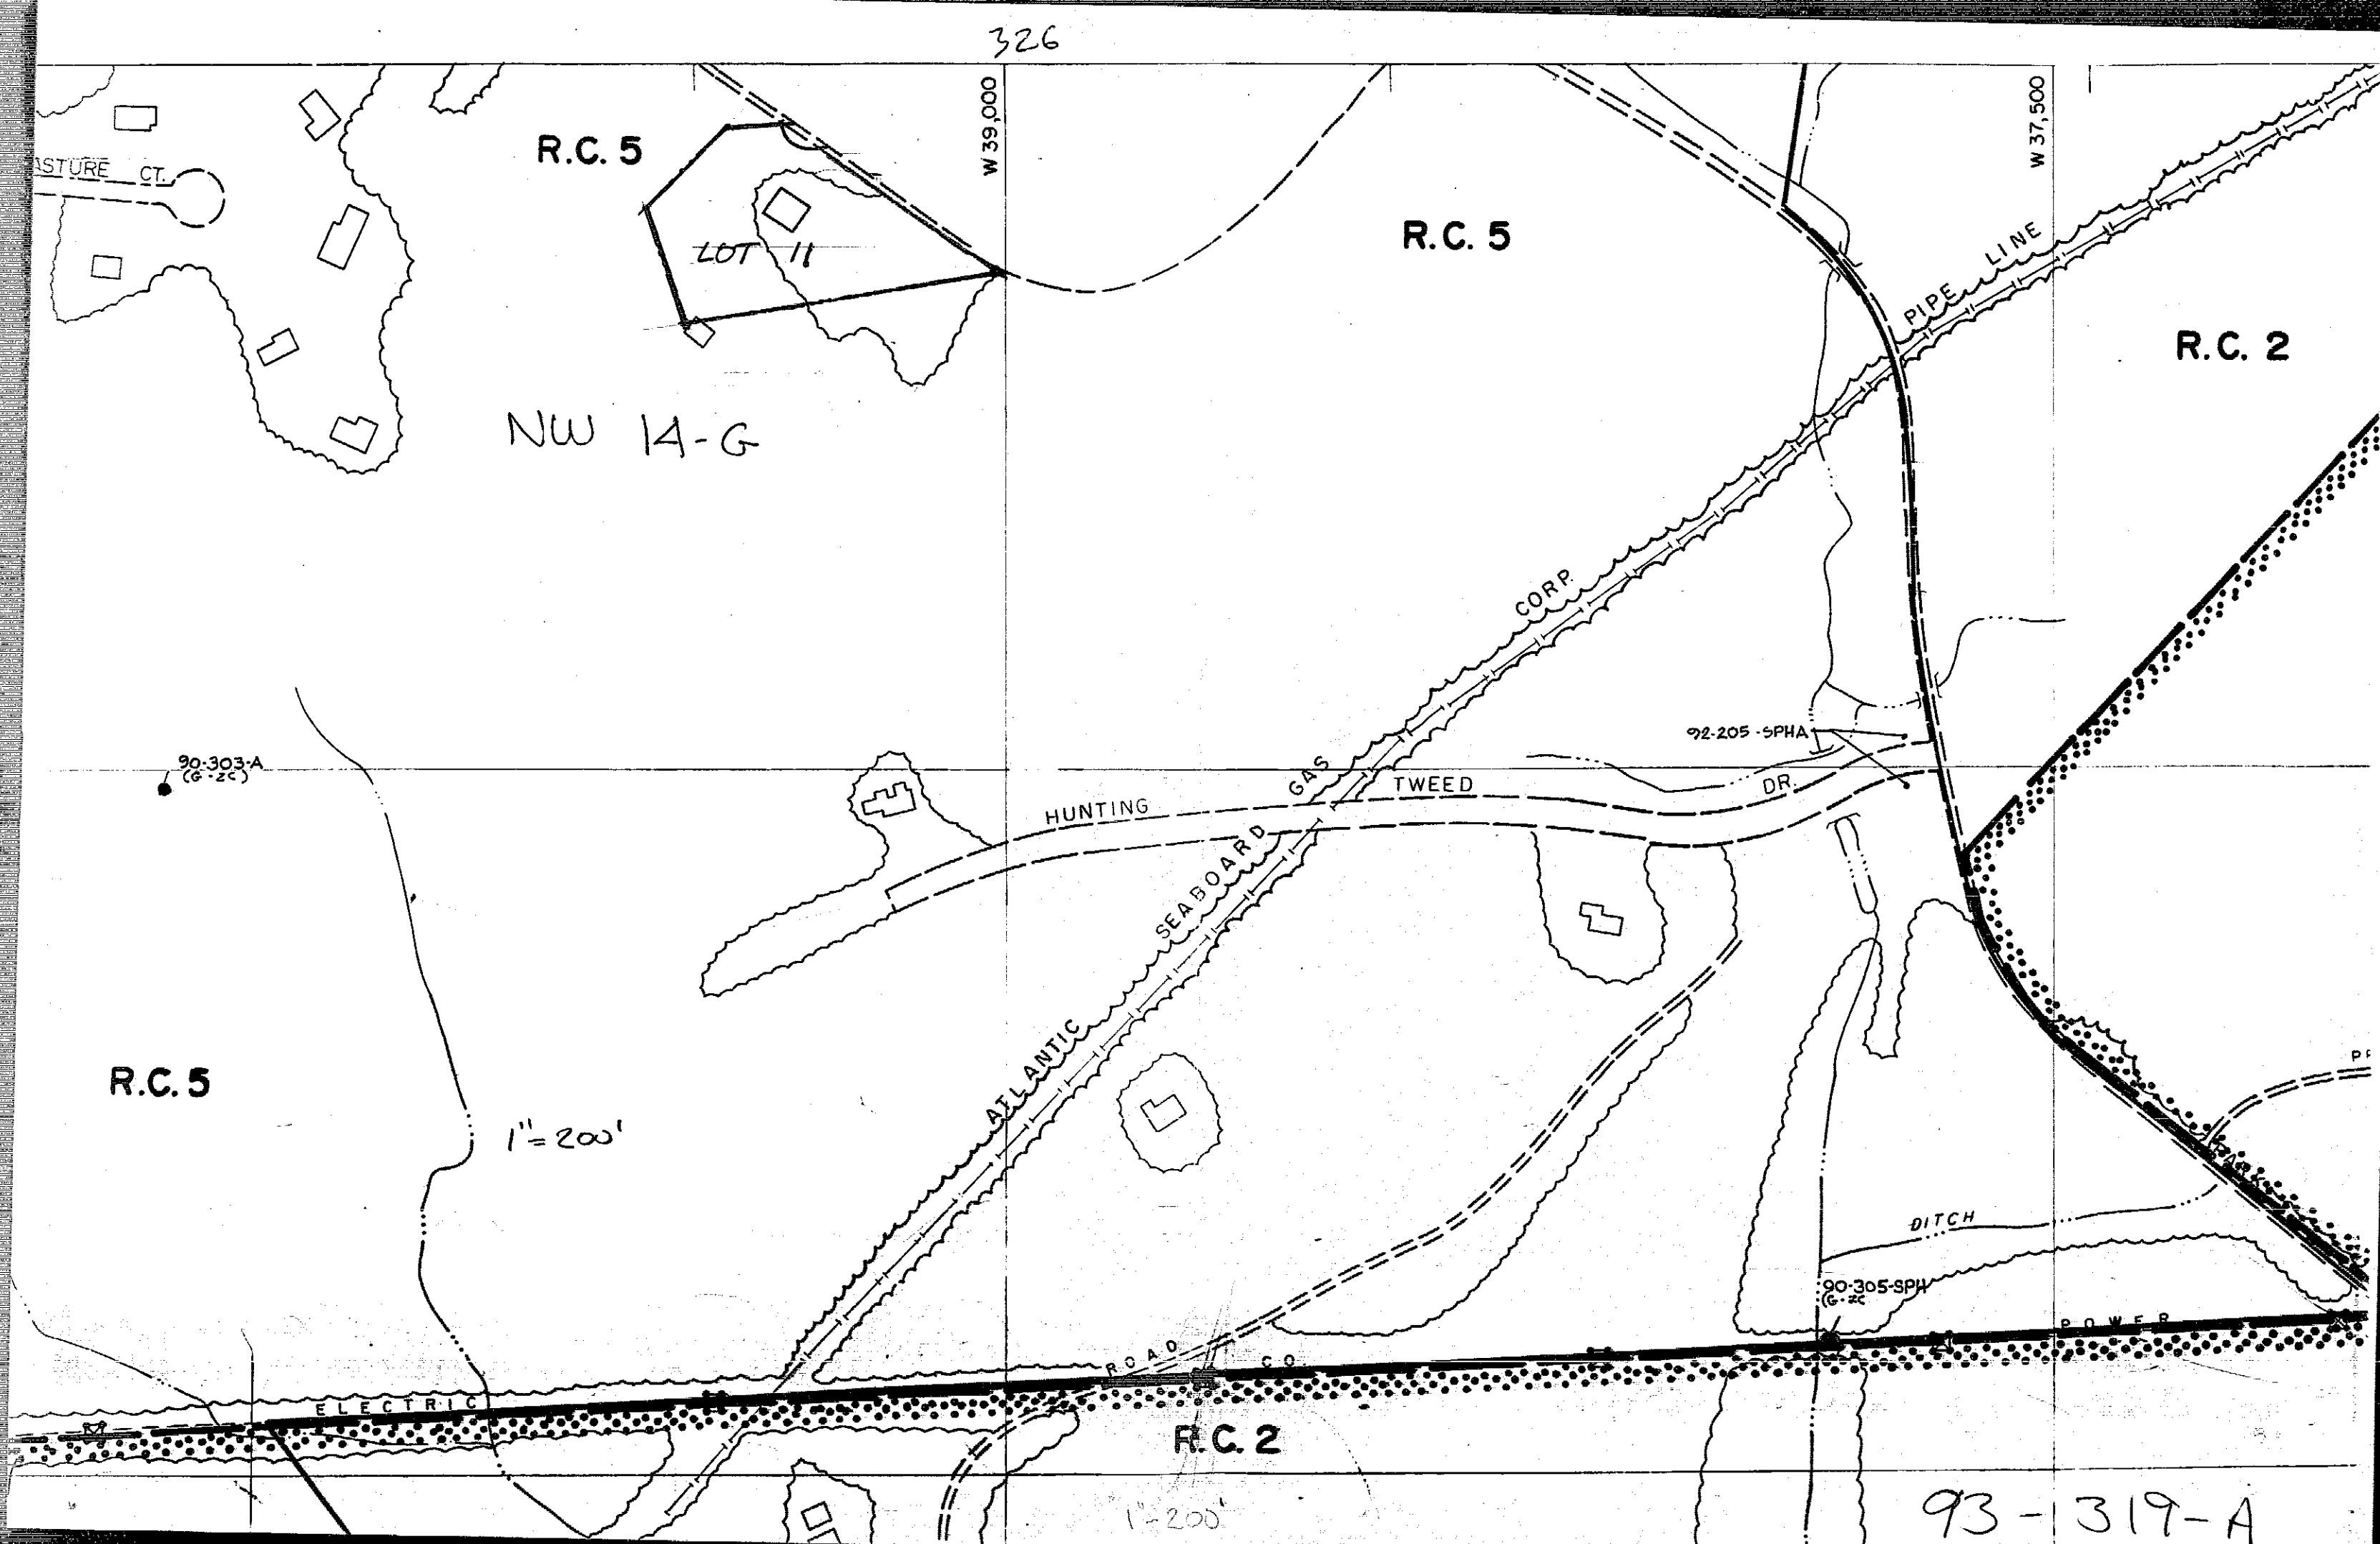 326
W 39,000
W 37,500
R.C. 5
ASTURE CT.
LOT 11
R.C. 5
PIPE LINE
R.C. 2
NW 14-G
CORP.
92-205-SPHA
90-303-A
(G-2C)
GAS
HUNTING TWEED DR.
SEABOARD
ATLANTIC
R.C. 5
1"=200'
DITCH
90-305-SPH
(G-2C
ELECTRIC
ROAD
CO.
POWER
R.C. 2
1"=200'
93-319-A